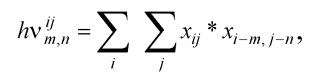 hν^{ij}_{m,n} = ∑_i ∑_j x_{ij} * x_{i−m, j−n},